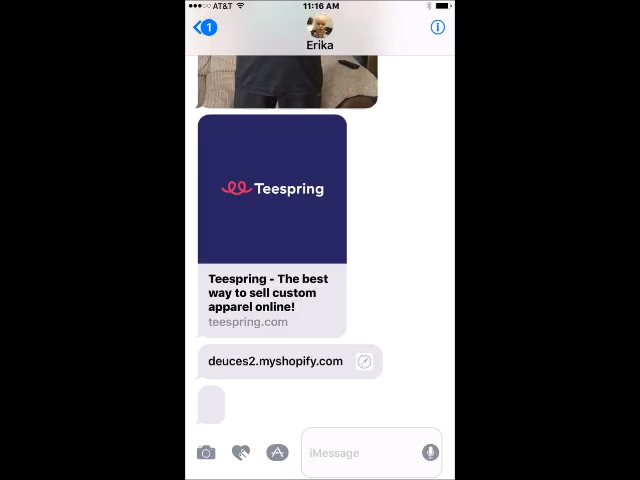 AT&T 11:16 AM
1
Erika
Teespring
Teespring - The best
way to sell custom
apparel online!
teespring.com
deuces2.myshopify.com
iMessage